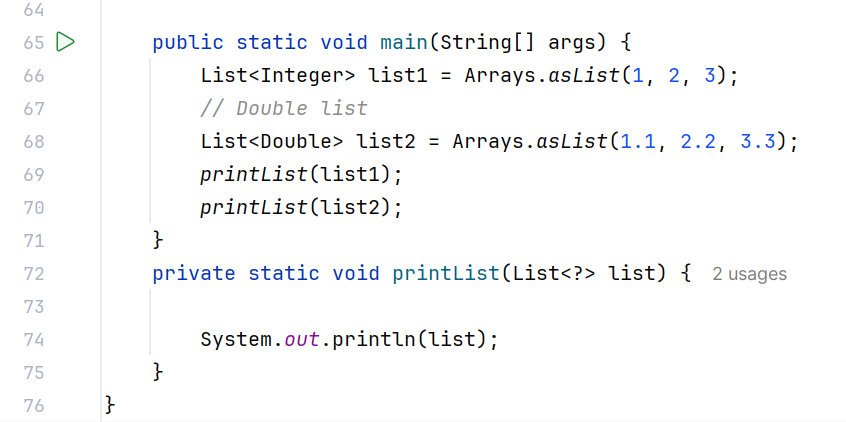 64
65 public static void main(String[] args) {
66 List<Integer> list1 = Arrays.asList(1, 2, 3);
67 // Double list
68 List<Double> list2 = Arrays.asList(1.1, 2.2, 3.3);
69 printList(list1);
70 printList(list2);
71 }
72 private static void printList(List<?> list) { 2 usages
73
74 System.out.println(list);
75 }
76 }